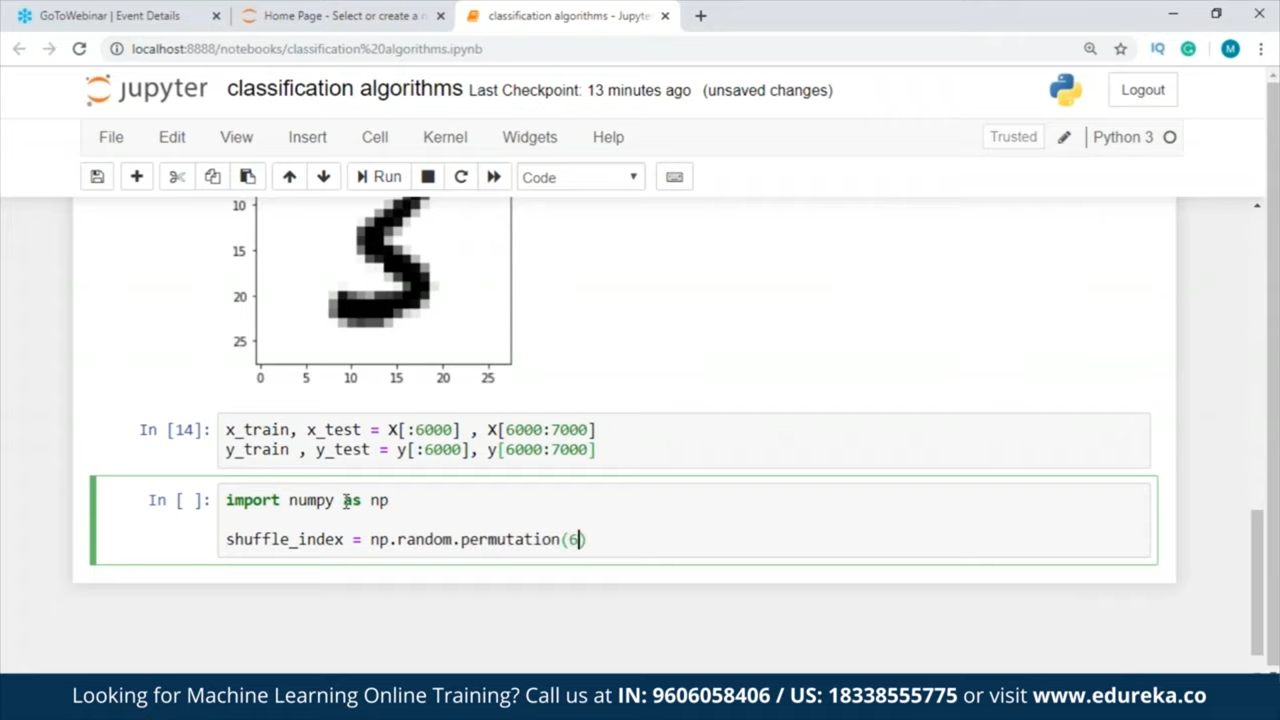 GoToWebinar | Event Details
Home Page - Select or create a n
classification algorithms - Jupyte
localhost:8888/notebooks/classification%20algorithms.ipynb
IQ
G
M
jupyter classification algorithms Last Checkpoint: 13 minutes ago (unsaved changes)
Logout
File Edit View Insert Cell Kernel Widgets Help
Trusted Python 3
Run Code
10
15
20
25
0 5 10 15 20 25
In [14]: x_train, x_test = X[:6000] , X[6000:7000]
y_train , y_test = y[:6000], y[6000:7000]
In [ ]: import numpy as np
shuffle_index = np.random.permutation(6)
Looking for Machine Learning Online Training? Call us at IN: 9606058406 / US: 18338555775 or visit www.edureka.co